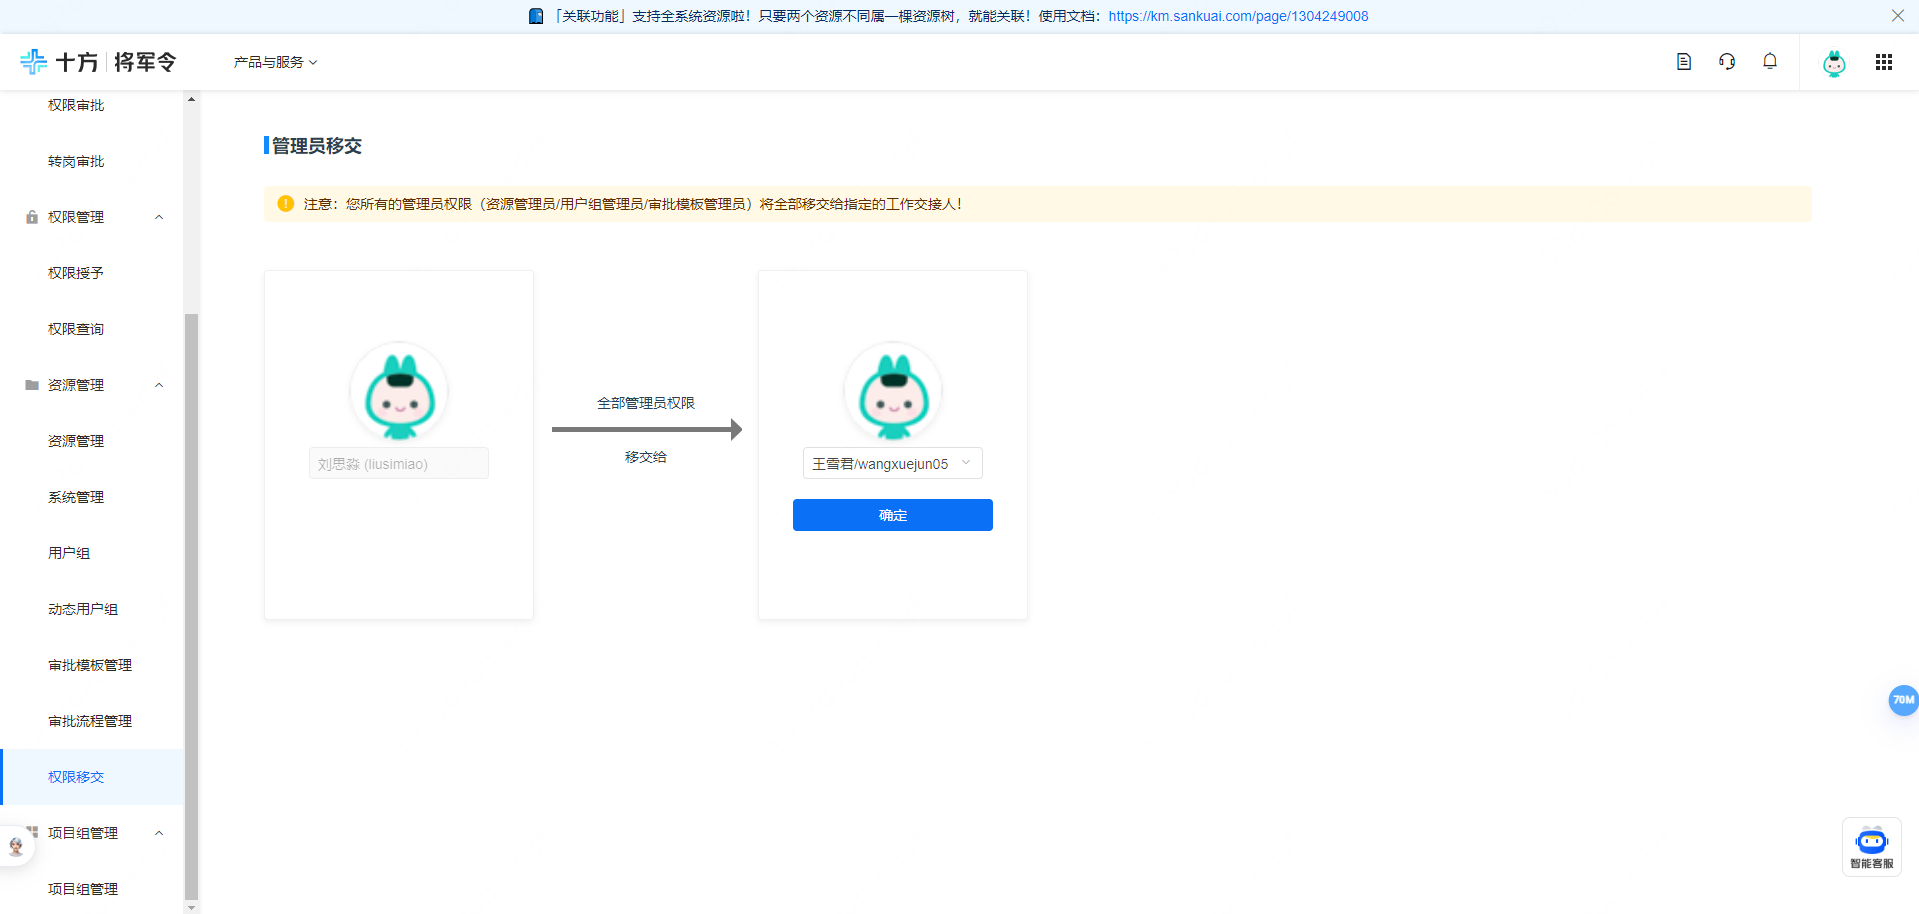 「关联功能」支持全系统资源啦！只要两个资源不同属一棵资源树，就能关联！使用文档：https://km.sankuai.com/page/1304249008
十方 将军令
产品与服务
权限审批
转岗审批
权限管理
权限授予
权限查询
资源管理
资源管理
系统管理
用户组
动态用户组
审批模板管理
审批流程管理
权限移交
项目组管理
项目组管理
管理员移交
注意：您所有的管理员权限（资源管理员/用户组管理员/审批模板管理员）将全部移交给指定的工作交接人！
刘思淼 (liusimiao)
全部管理员权限
移交给
王雪君/wangxuejun05
确定
70M
智能客服